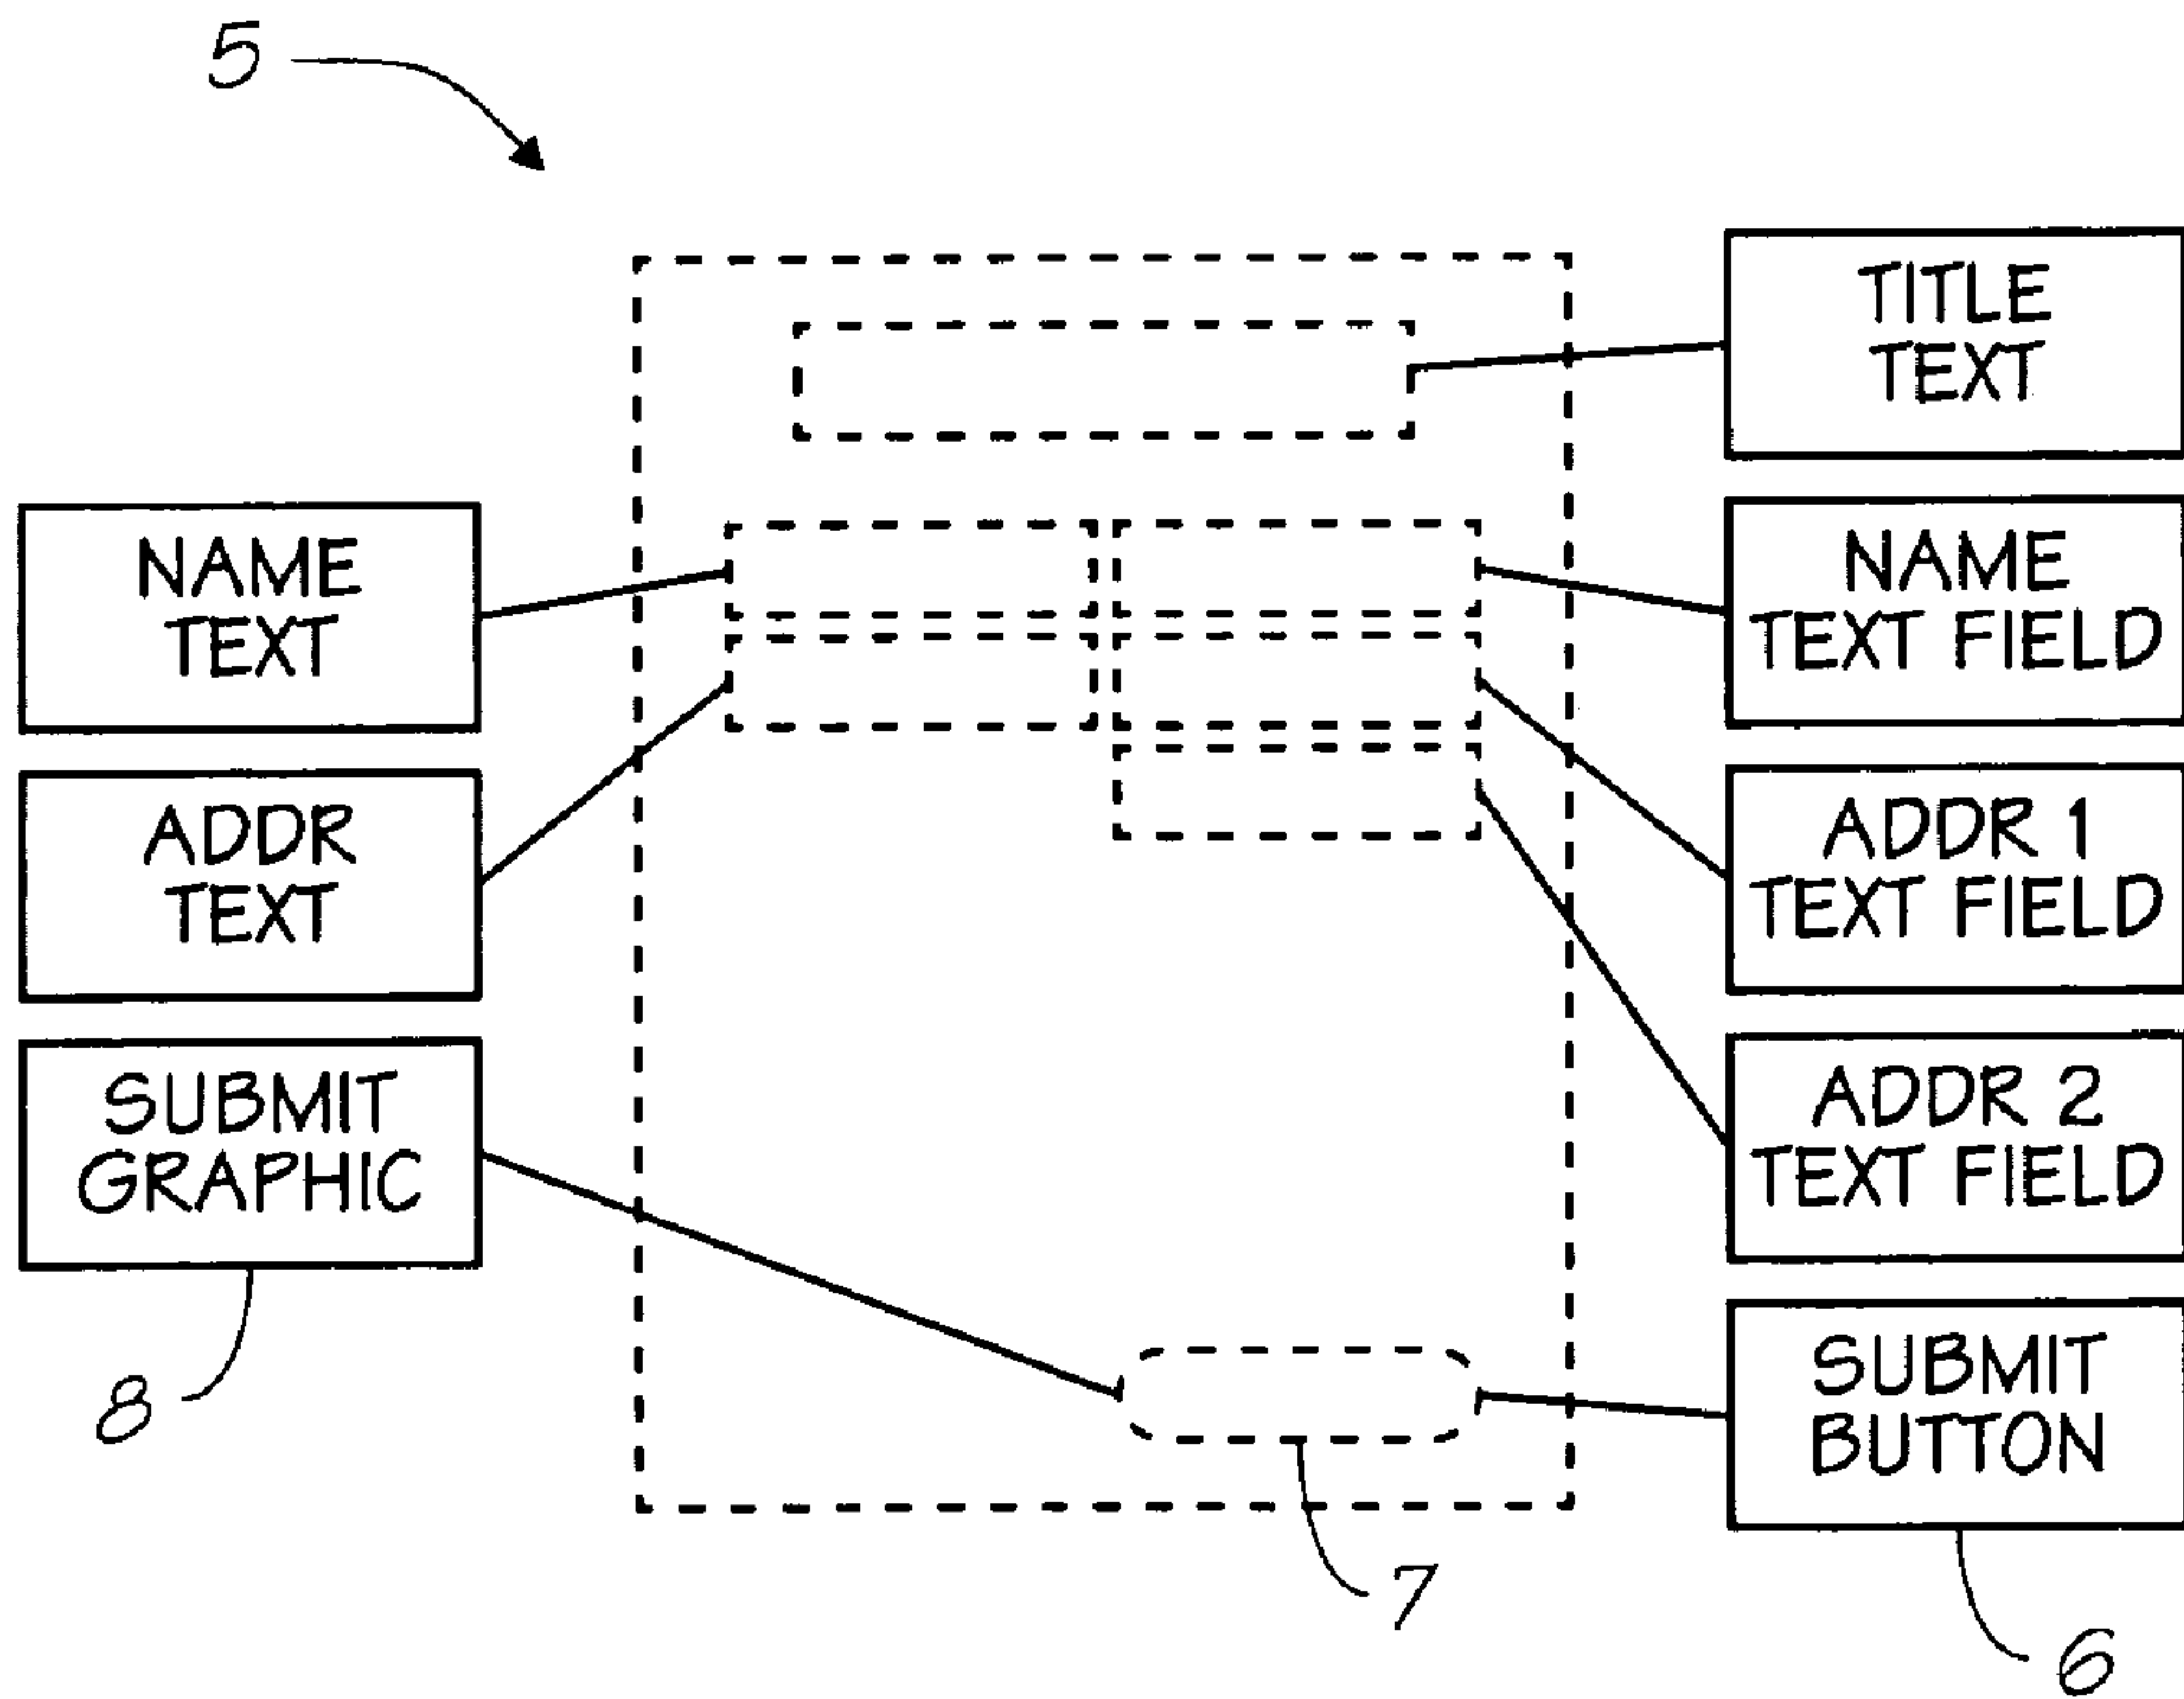 5
TITLE
TEXT
NAME
TEXT
NAME
TEXT FIELD
ADDR
TEXT
ADDR 1
TEXT FIELD
SUBMIT
GRAPHIC
ADDR 2
TEXT FIELD
SUBMIT
BUTTON
8
7
6